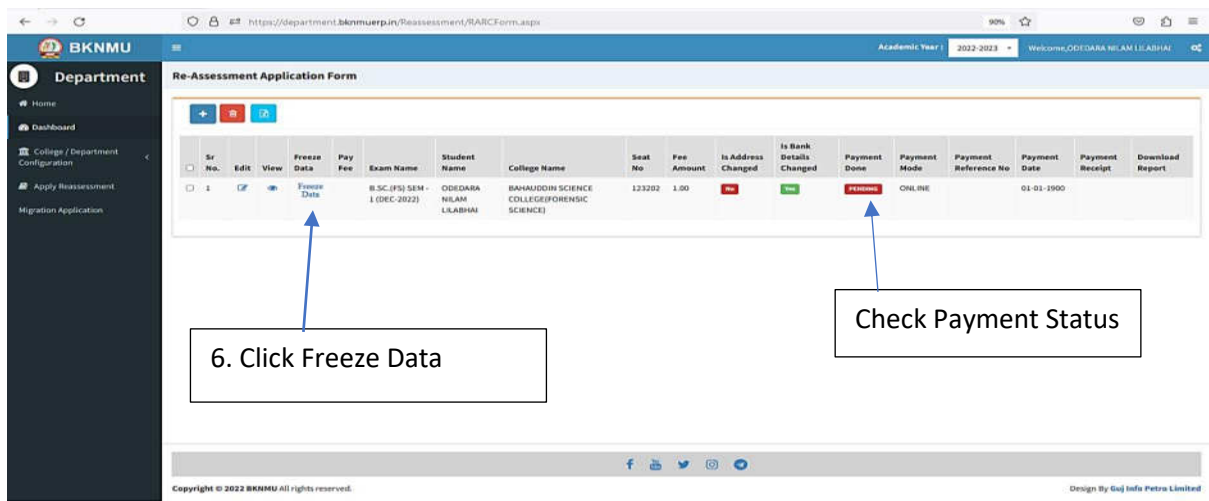 https://department.bknmuerp.in/Reassessment/RARCForm.aspx
90%
BKNMU
Academic Year :
2022-2023
Welcome,ODEDARA NILAM LILABHAI
Department
Re-Assessment Application Form
Home
Dashboard
College / Department
Configuration
Apply Reassessment
Migration Application
Sr No. Edit View Freeze Data Pay Fee Exam Name Student Name College Name Seat No Fee Amount Is Address Changed Is Bank Details Changed Payment Done Payment Mode Payment Reference No Payment Date Payment Receipt Download Report
1 Freeze Data B.SC.(FS) SEM - 1 (DEC-2022) ODEDARA NILAM LILABHAI BAHAUDDIN SCIENCE COLLEGE(FORENSIC SCIENCE) 123202 1.00 No Yes PENDING ONLINE 01-01-1900
6. Click Freeze Data
Check Payment Status
Copyright © 2022 BKNMU All rights reserved.
Design By Guj Info Petro Limited